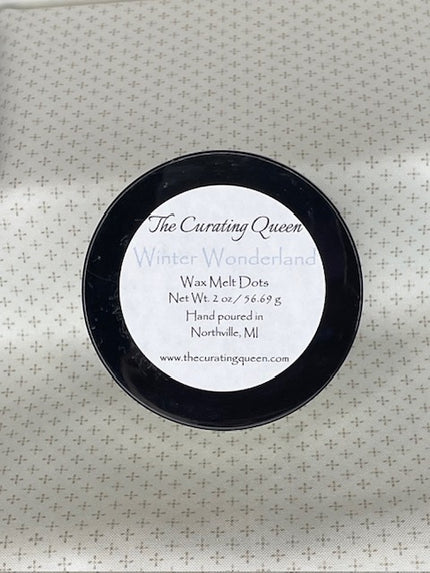 The Curating Queen
Winter Wonderland
Wax Melt Dots
Net Wt. 2 oz / 56.69 g
Hand poured in
Northville, MI
www.thecuratingqueen.com